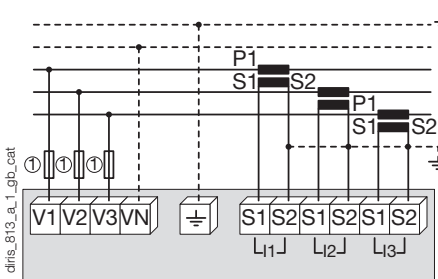 P1
S1 S2
P1
S1 S2
1 1 1
V1 V2 V3 VN S1 S2 S1 S2 S1 S2
I1 I2 I3
diris_813_a_1_gb_cat